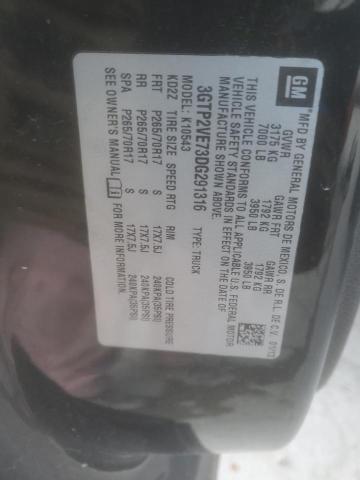 GM
MFD BY GENERAL MOTORS DE MEXICO S. DE R.L. DE C.V. 01/13
GVWR GAWR FRT GAWR RR
3175 KG 1792 KG 1792 KG
7000 LB 3950 LB 3950 LB
THIS VEHICLE CONFORMS TO ALL APPLICABLE U.S. FEDERAL MOTOR
VEHICLE SAFETY STANDARDS IN EFFECT ON THE DATE OF
MANUFACTURE SHOWN ABOVE.
3GTP2VE73DG291316 TYPE: TRUCK
MODEL: K10543
KD2Z TIRE SIZE SPEED RTG RIM COLD TIRE PRESSURE
FRT P265/70R17 S 17X7.5J 240KPA(35PSI)
RR P265/70R17 S 17X7.5J 240KPA(35PSI)
SPA P265/70R17 S 17X7.5J 240KPA(35PSI)
SEE OWNER'S MANUAL FOR MORE INFORMATION.